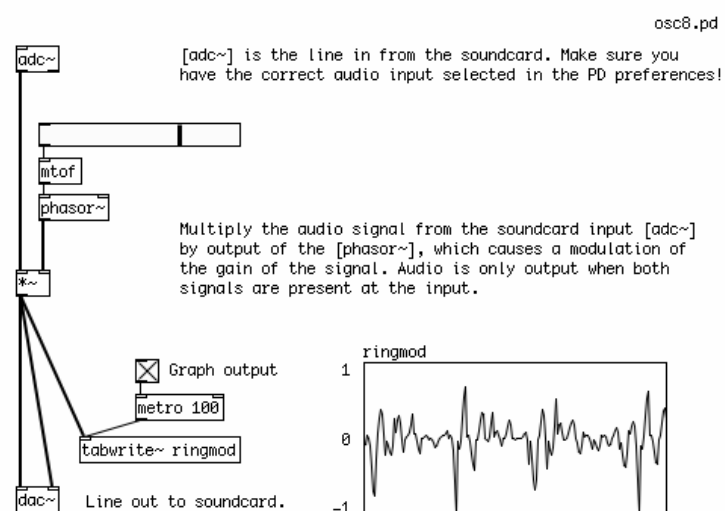 osc8.pd
adc~
[adc~] is the line in from the soundcard. Make sure you
have the correct audio input selected in the PD preferences!
mtof
phasor~
Multiply the audio signal from the soundcard input [adc~]
by output of the [phasor~], which causes a modulation of
the gain of the signal. Audio is only output when both
signals are present at the input.
*~
ringmod
1
Graph output
metro 100
0
tabwrite~ ringmod
dac~
Line out to soundcard.
-1